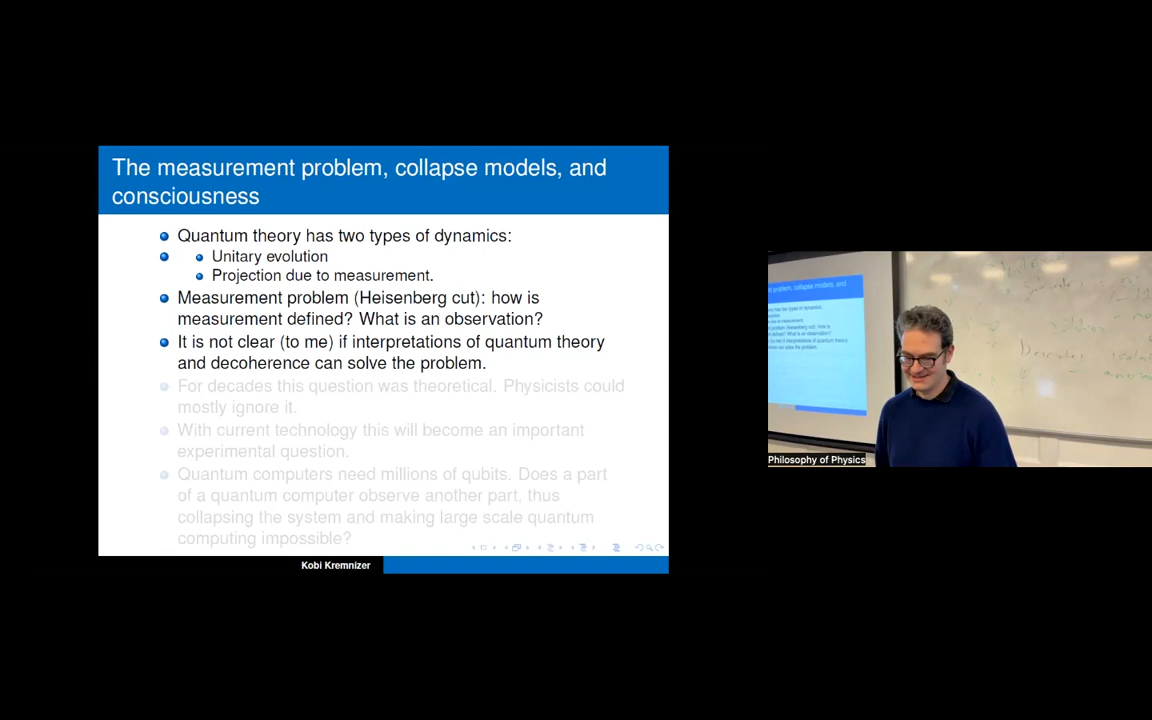 The measurement problem, collapse models, and
consciousness
Quantum theory has two types of dynamics:
Unitary evolution
Projection due to measurement.
Measurement problem (Heisenberg cut): how is
measurement defined? What is an observation?
It is not clear (to me) if interpretations of quantum theory
and decoherence can solve the problem.
For decades this question was theoretical. Physicists could
mostly ignore it.
With current technology this will become an important
experimental question.
Quantum computers need millions of qubits. Does a part
of a quantum computer observe another part, thus
collapsing the system and making large scale quantum
computing impossible?
Kobi Kremnizer
Philosophy of Physics